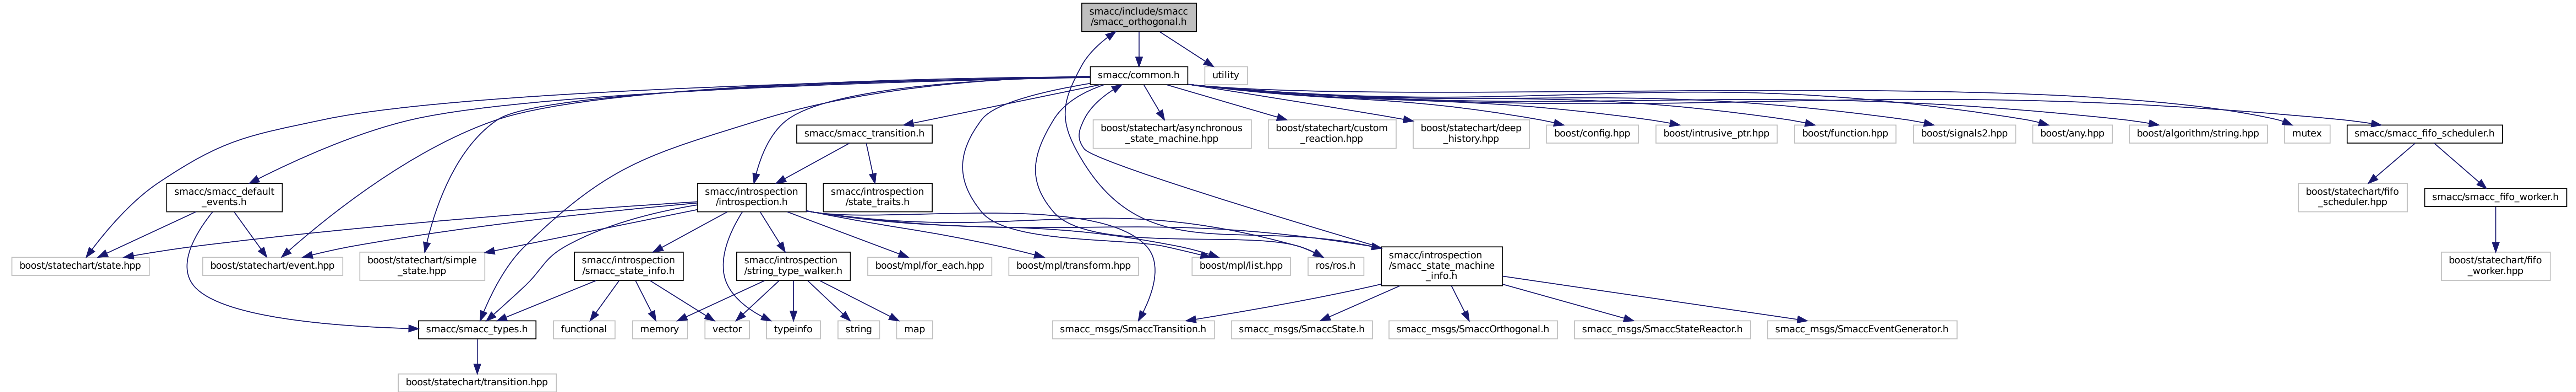 smacc/include/smacc
/smacc_orthogonal.h
smacc/common.h
utility
smacc/smacc_transition.h
boost/statechart/asynchronous
_state_machine.hpp
boost/statechart/custom
_reaction.hpp
boost/statechart/deep
_history.hpp
boost/config.hpp
boost/intrusive_ptr.hpp
boost/function.hpp
boost/signals2.hpp
boost/any.hpp
boost/algorithm/string.hpp
mutex
smacc/smacc_fifo_scheduler.h
smacc/smacc_default
_events.h
smacc/introspection
/introspection.h
smacc/introspection
/state_traits.h
boost/statechart/fifo
_scheduler.hpp
smacc/smacc_fifo_worker.h
boost/statechart/state.hpp
boost/statechart/event.hpp
boost/statechart/simple
_state.hpp
smacc/introspection
/smacc_state_info.h
smacc/introspection
/string_type_walker.h
boost/mpl/for_each.hpp
boost/mpl/transform.hpp
boost/mpl/list.hpp
ros/ros.h
smacc/introspection
/smacc_state_machine
_info.h
boost/statechart/fifo
_worker.hpp
smacc/smacc_types.h
functional
memory
vector
typeinfo
string
map
smacc_msgs/SmaccTransition.h
smacc_msgs/SmaccState.h
smacc_msgs/SmaccOrthogonal.h
smacc_msgs/SmaccStateReactor.h
smacc_msgs/SmaccEventGenerator.h
boost/statechart/transition.hpp